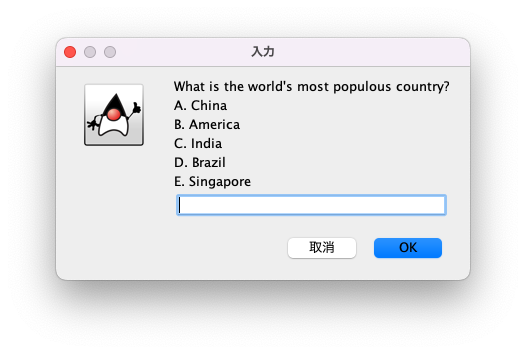 入力
What is the world's most populous country?
A. China
B. America
C. India
D. Brazil
E. Singapore
取消 OK